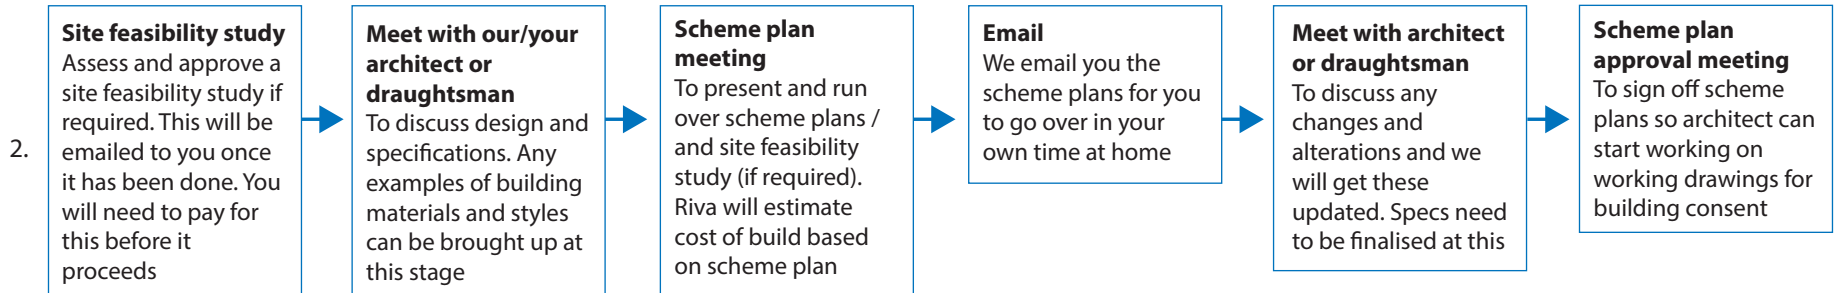 2.
Site feasibility study
Assess and approve a
site feasibility study if
required. This will be
emailed to you once
it has been done. You
will need to pay for
this before it
proceeds
Meet with our/your
architect or
draughtsman
To discuss design and
specifications. Any
examples of building
materials and styles
can be brought up at
this stage
Scheme plan
meeting
To present and run
over scheme plans /
and site feasibility
study (if required).
Riva will estimate
cost of build based
on scheme plan
Email
We email you the
scheme plans for you
to go over in your
own time at home
Meet with architect
or draughtsman
To discuss any
changes and
alterations and we
will get these
updated. Specs need
to be finalised at this
Scheme plan
approval meeting
To sign off scheme
plans so architect can
start working on
working drawings for
building consent